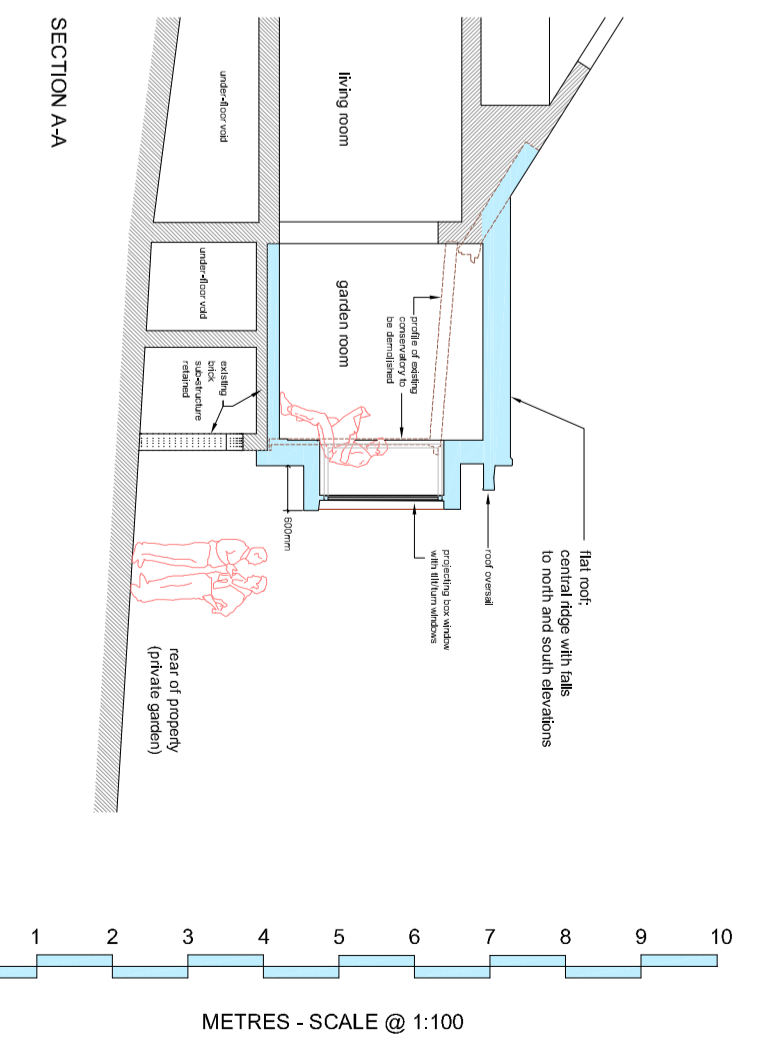 SECTION A-A
under-floor void
living room
under-floor void
garden room
profile of existing
conservatory to
be demolished
existing
brick
sub-structure
retained
600mm
projecting box window
with tilt/turn windows
roof oversail
flat roof;
central ridge with falls
to north and south elevations
rear of property
(private garden)
1 2 3 4 5 6 7 8 9 10
METRES - SCALE @ 1:100